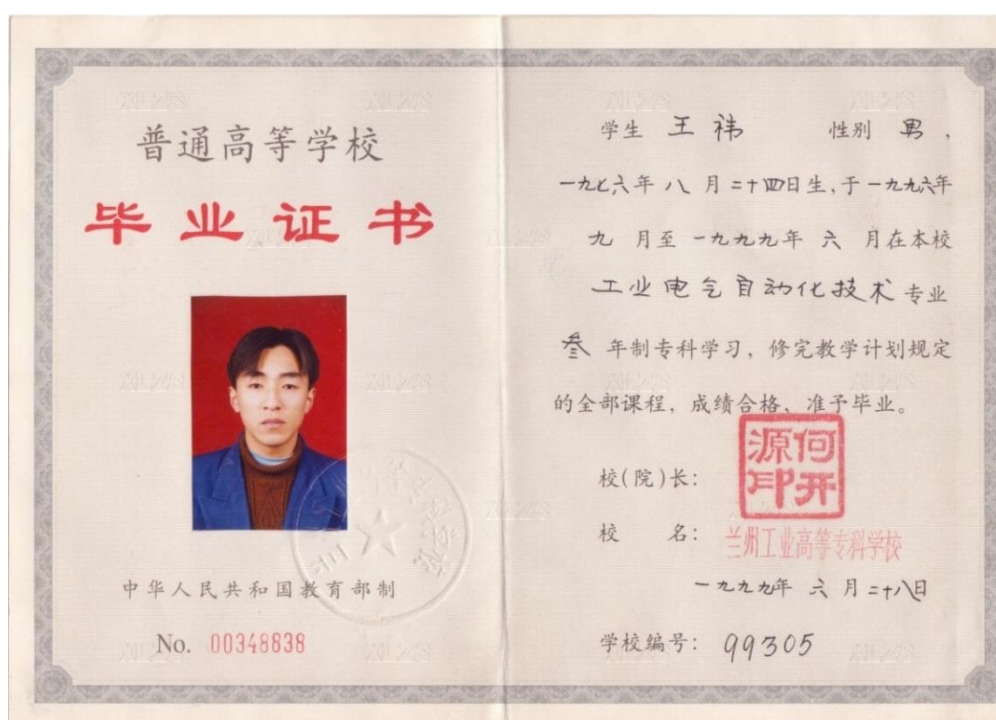 普通高等学校
毕业证书
中华人民共和国教育部制
No. 00348838
学生 王祎 性别 男，
一九七六年八月二十四日生，于一九九六年
九月至一九九九年六月在本校
工业电气自动化技术专业
叁年制专科学习，修完教学计划规定
的全部课程，成绩合格，准予毕业。
校(院)长：
何开源印
校名：
兰州工业高等专科学校
一九九九年六月二十八日
学校编号：99305